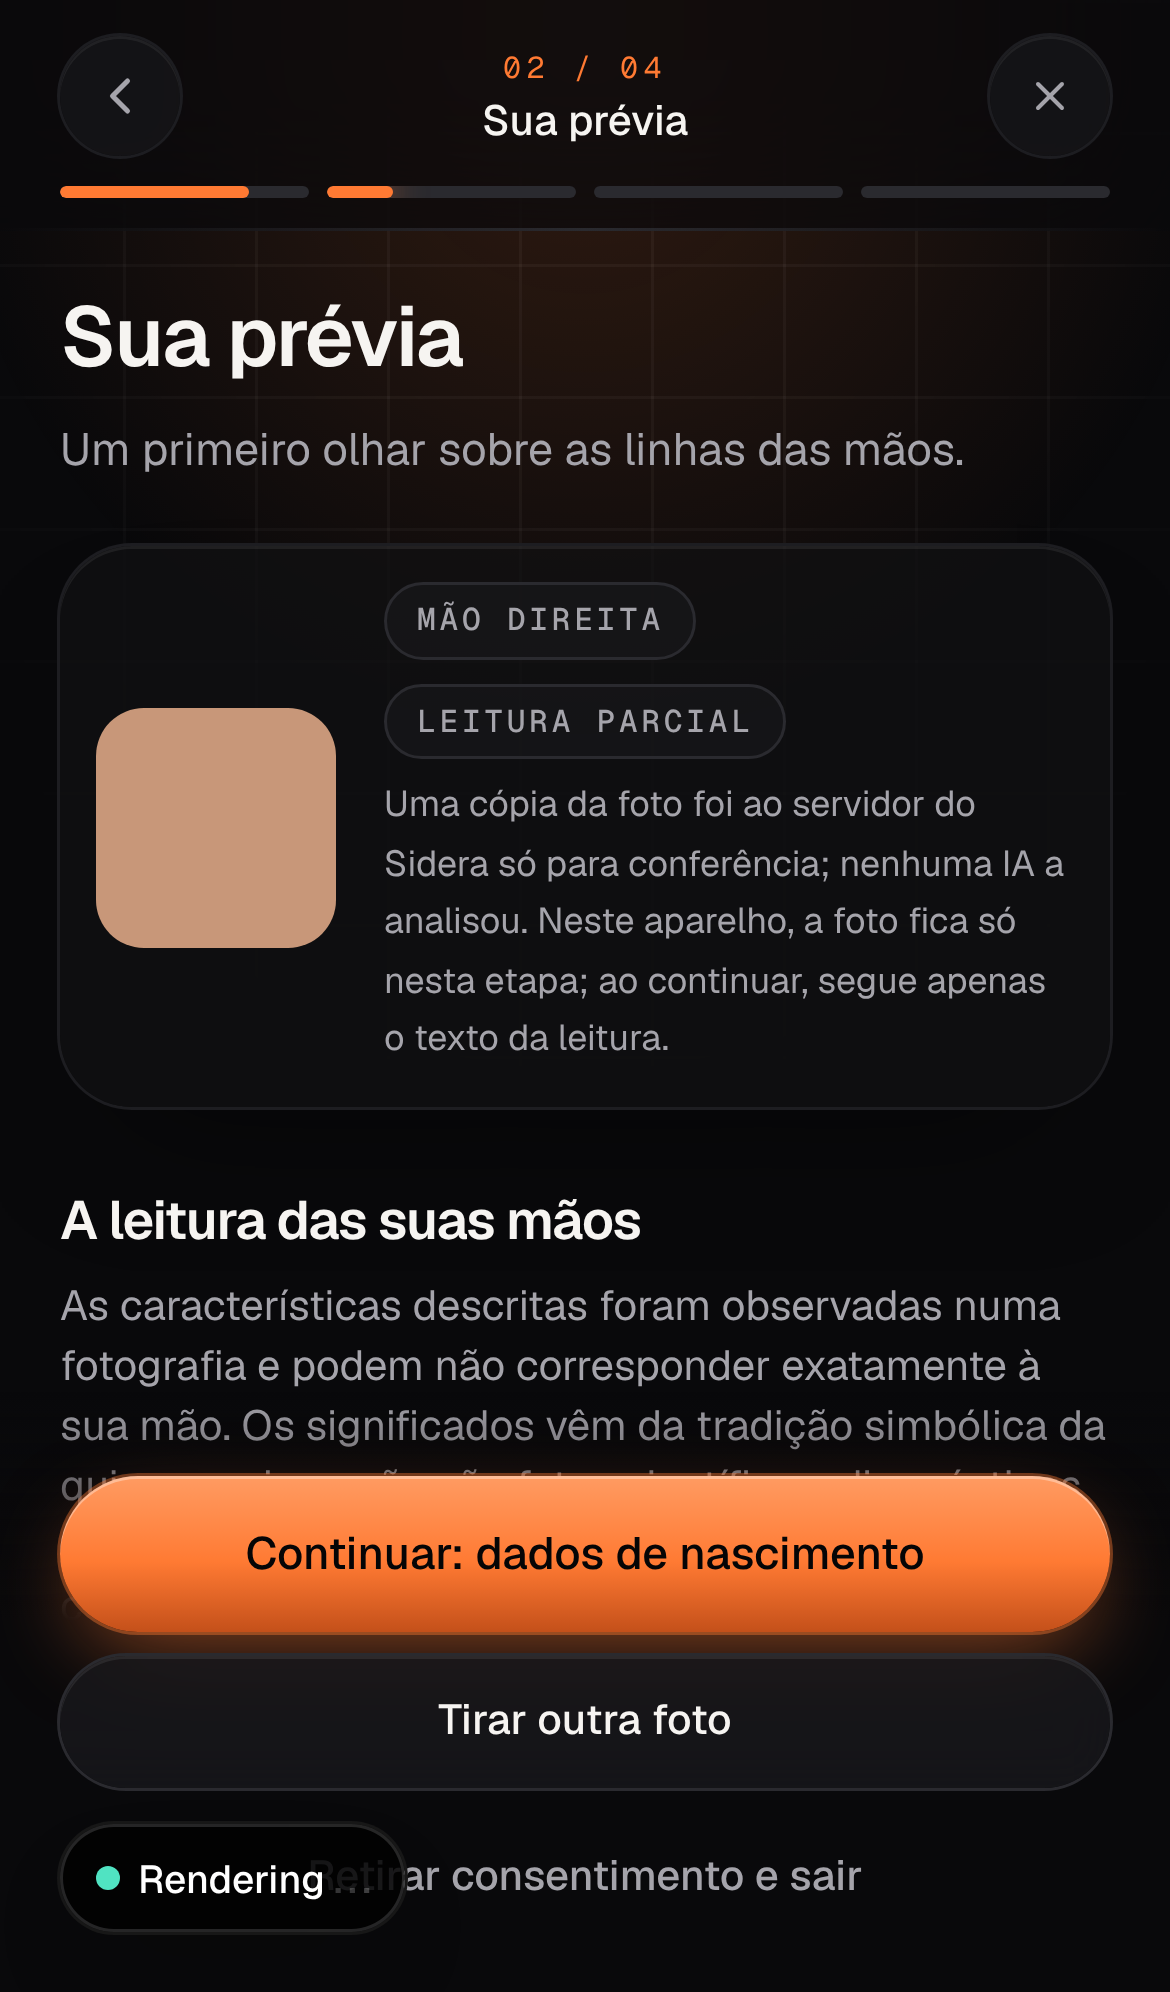 02 / 04
Sua prévia
Sua prévia
Um primeiro olhar sobre as linhas das mãos.
MÃO DIREITA
LEITURA PARCIAL
Uma cópia da foto foi ao servidor do
Sidera só para conferência; nenhuma IA a
analisou. Neste aparelho, a foto fica só
nesta etapa; ao continuar, segue apenas
o texto da leitura.
A leitura das suas mãos
As características descritas foram observadas numa
fotografia e podem não corresponder exatamente à
sua mão. Os significados vêm da tradição simbólica da
Continuar: dados de nascimento
Tirar outra foto
Rendering...
Retirar consentimento e sair